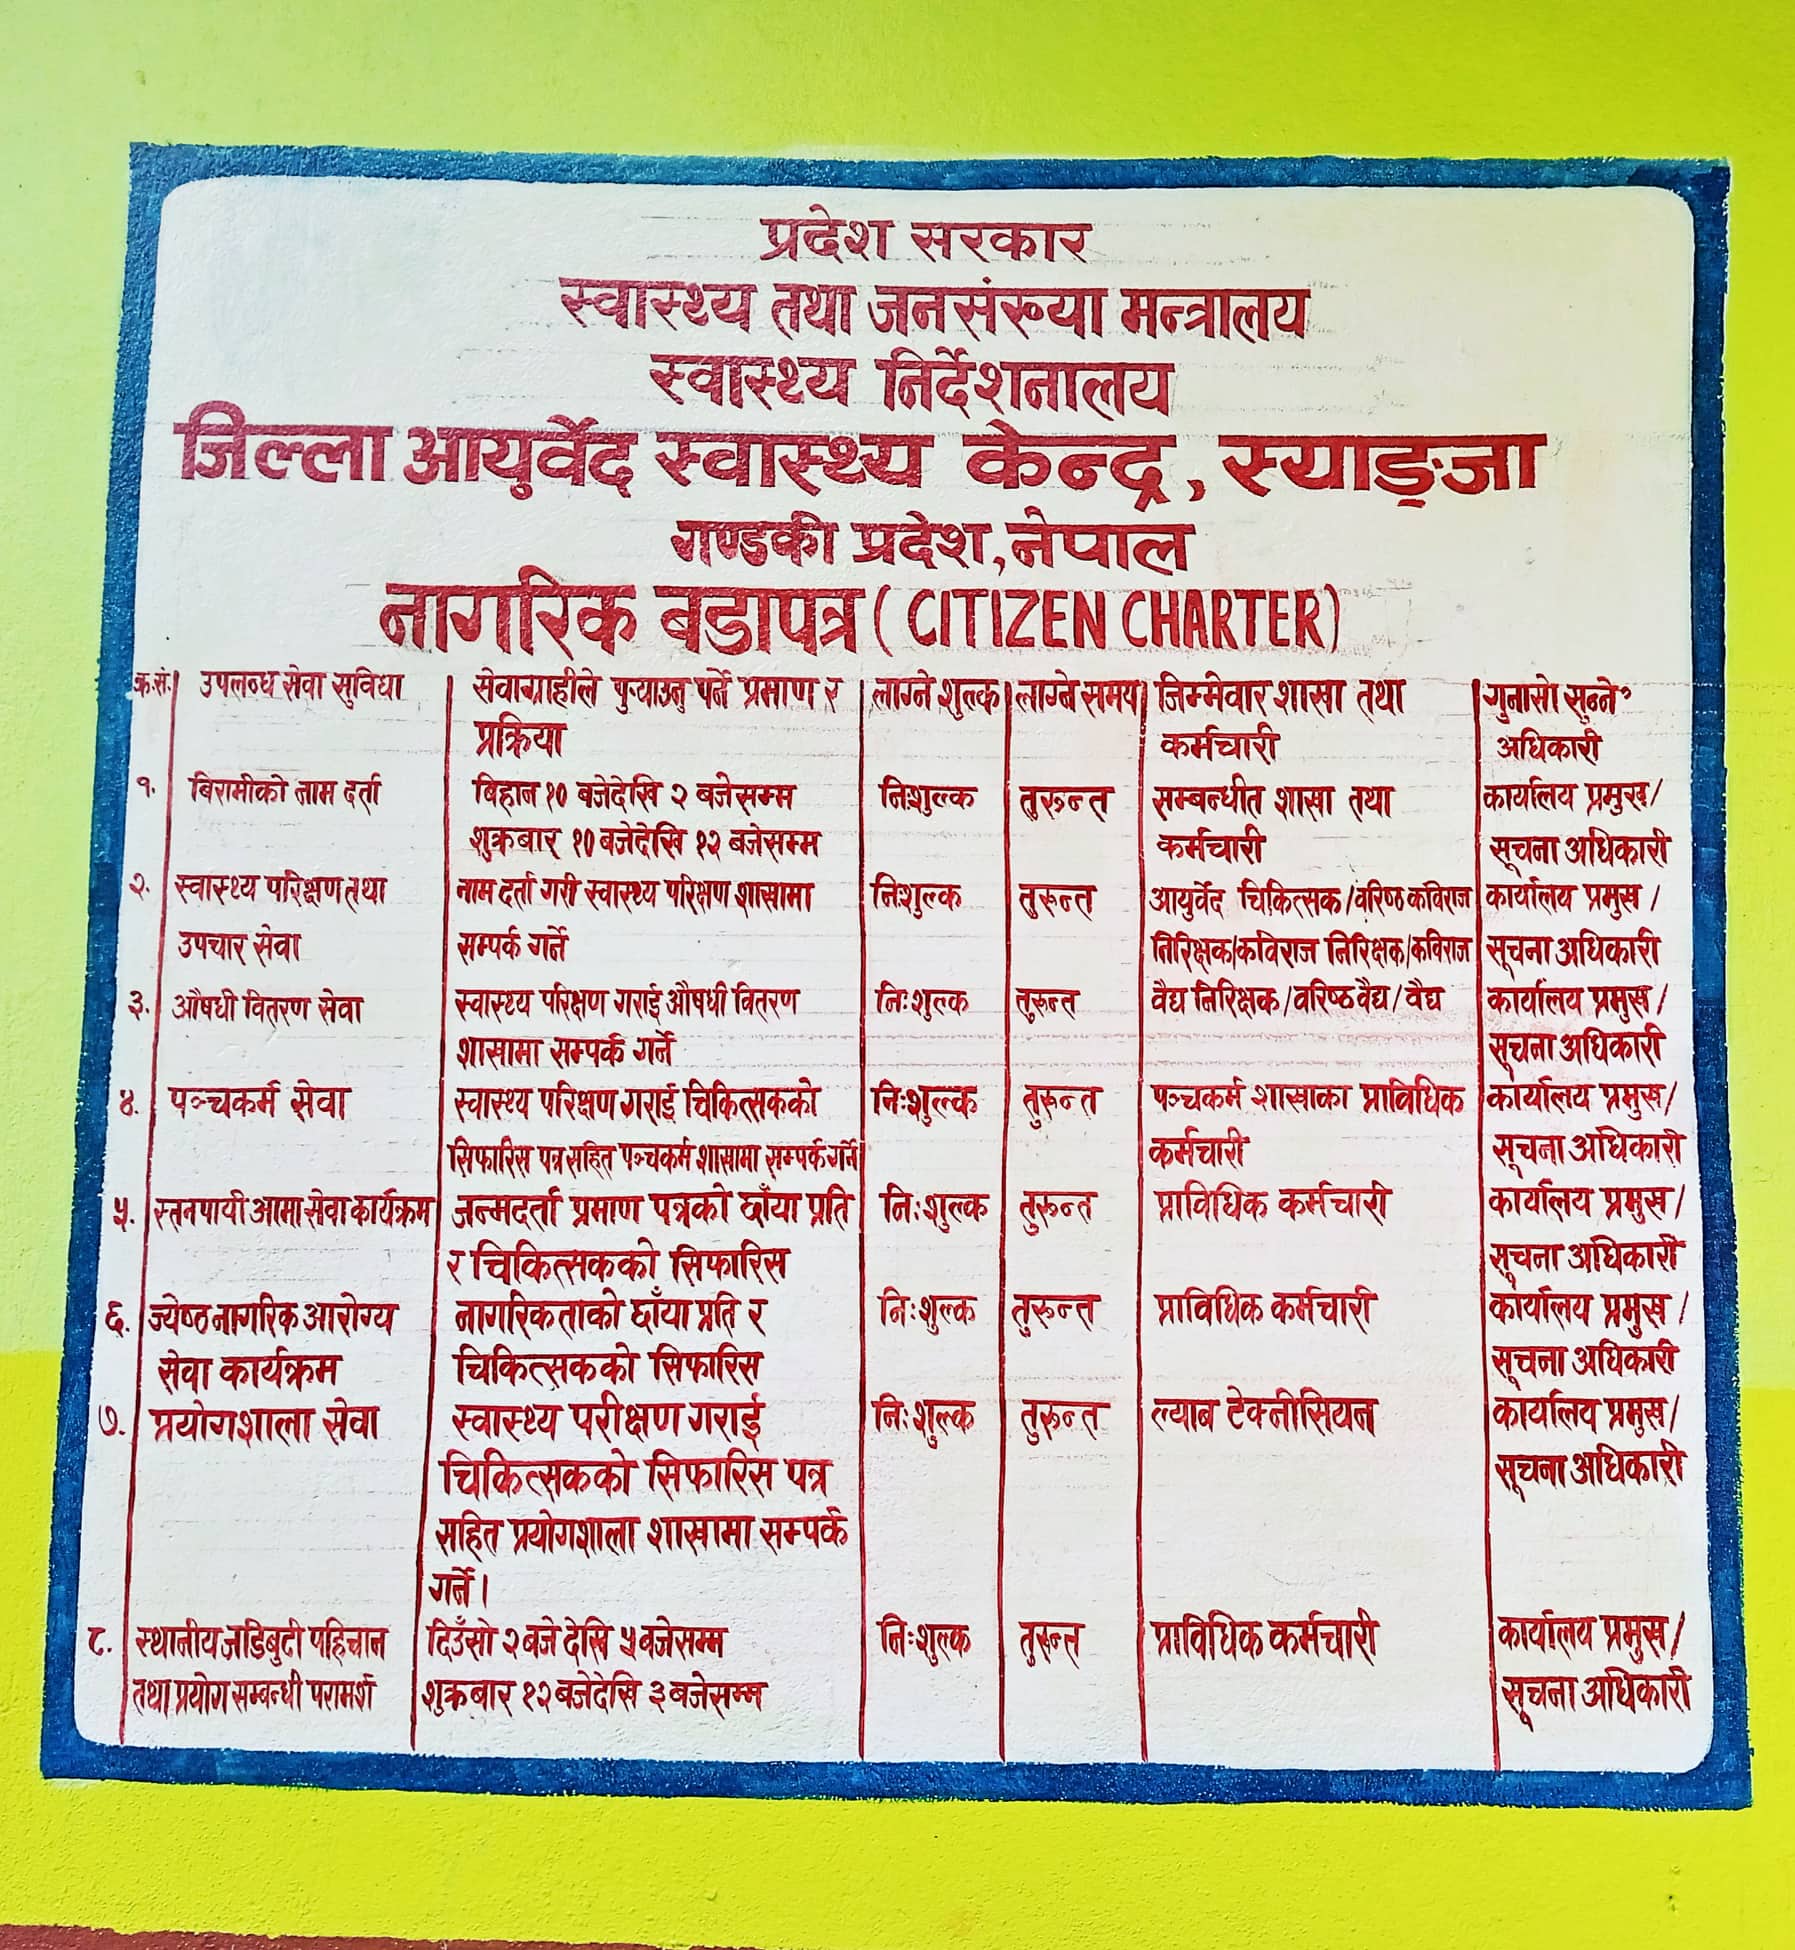 प्रदेश सरकार
स्वास्थ्य तथा जनसंख्या मन्त्रालय
स्वास्थ्य निर्देशनालय
जिल्ला आयुर्वेद स्वास्थ्य केन्द्र, स्याङ्जा
गण्डकी प्रदेश, नेपाल
नागरिक बडापत्र (CITIZEN CHARTER)
क्र.सं. उपलब्ध सेवा सुविधा सेवाग्राहीले पुर्‍याउनु पर्ने प्रमाण र लाग्ने शुल्क लाग्ने समय जिम्मेवार शाखा तथा गुनासो सुन्ने
प्रक्रिया कर्मचारी अधिकारी
१. बिरामीको नाम दर्ता बिहान १० बजेदेखि २ बजेसम्म निःशुल्क तुरून्त सम्बन्धीत शाखा तथा कार्यालय प्रमुख/
शुक्रबार १० बजेदेखि १२ बजेसम्म कर्मचारी सूचना अधिकारी
२. स्वास्थ्य परिक्षण तथा नाम दर्ता गरी स्वास्थ्य परिक्षण शाखामा निःशुल्क तुरून्त आयुर्वेद चिकित्सक/वरिष्ठ कविराज कार्यालय प्रमुख/
उपचार सेवा सम्पर्क गर्ने निरिक्षक/कविराज निरिक्षक/कविराज सूचना अधिकारी
३. औषधी वितरण सेवा स्वास्थ्य परिक्षण गराई औषधी वितरण निःशुल्क तुरून्त वैद्य निरिक्षक/वरिष्ठ वैद्य/वैद्य कार्यालय प्रमुख/
शाखामा सम्पर्क गर्ने सूचना अधिकारी
४. पञ्चकर्म सेवा स्वास्थ्य परिक्षण गराई चिकित्सकको निःशुल्क तुरून्त पञ्चकर्म शाखाका प्राविधिक कार्यालय प्रमुख/
सिफारिस पत्र सहित पञ्चकर्म शाखामा सम्पर्क गर्ने कर्मचारी सूचना अधिकारी
५. स्तनपायी आमा सेवा कार्यक्रम जन्मदर्ता प्रमाण पत्रको छाँया प्रति निःशुल्क तुरून्त प्राविधिक कर्मचारी कार्यालय प्रमुख/
र चिकित्सकको सिफारिस सूचना अधिकारी
६. ज्येष्ठ नागरिक आरोग्य नागरिकताको छाँया प्रति र निःशुल्क तुरून्त प्राविधिक कर्मचारी कार्यालय प्रमुख/
सेवा कार्यक्रम चिकित्सकको सिफारिस सूचना अधिकारी
७. प्रयोगशाला सेवा स्वास्थ्य परीक्षण गराई निःशुल्क तुरून्त ल्याब टेक्नीसियन कार्यालय प्रमुख/
चिकित्सकको सिफारिस पत्र सूचना अधिकारी
सहित प्रयोगशाला शाखामा सम्पर्क
गर्ने।
८. स्थानीय जडिबुटी पहिचान दिउँसो २ बजे देखि ५ बजेसम्म निःशुल्क तुरून्त प्राविधिक कर्मचारी कार्यालय प्रमुख/
तथा प्रयोग सम्बन्धी परामर्श शुक्रबार १२ बजेदेखि ३ बजेसम्म सूचना अधिकारी